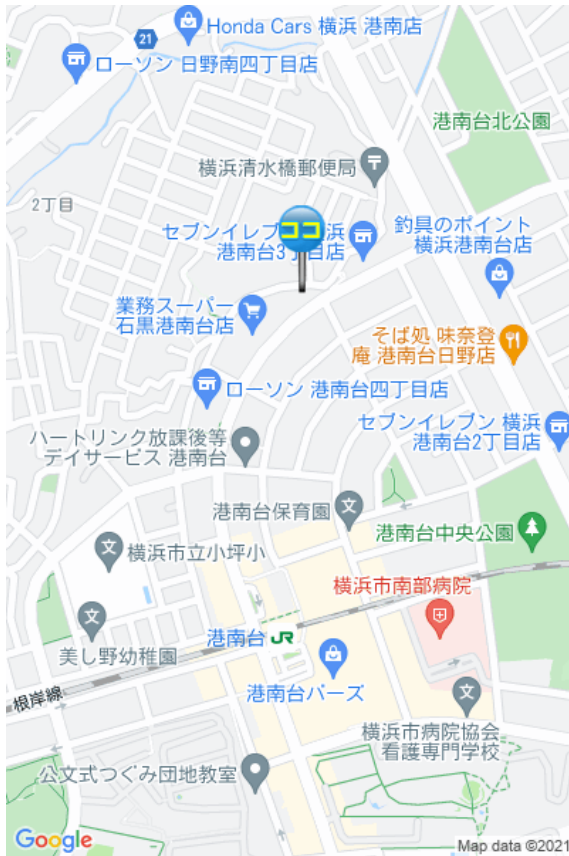 Honda Cars 横浜 港南店
21
ローソン 日野南四丁目店
港南台北公園
横浜清水橋郵便局
2丁目
ココ
セブンイレブン 横浜
港南台3丁目店
釣具のポイント
横浜港南台店
業務スーパー
石黒港南台店
そば処 味奈登
庵 港南台日野店
ローソン 港南台四丁目店
セブンイレブン 横浜
港南台2丁目店
ハートリンク放課後等
デイサービス 港南台
港南台保育園
港南台中央公園
横浜市立小坪小
横浜市南部病院
港南台 JR
美し野幼稚園
港南台バーズ
根岸線
横浜市病院協会
看護専門学校
公文式つぐみ団地教室
Google
Map data ©2021